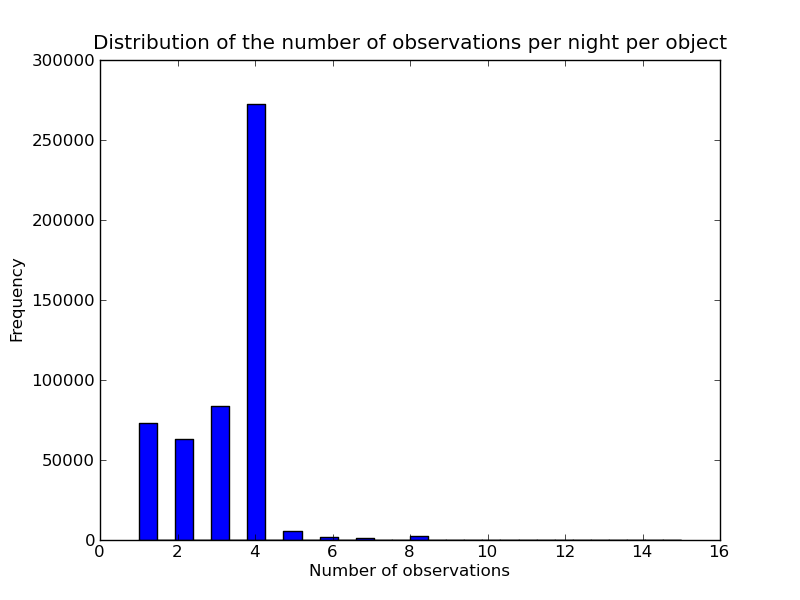 Distribution of the number of observations per night per object
300000
250000
200000
150000
100000
50000
0
Frequency
0 2 4 6 8 10 12 14 16
Number of observations